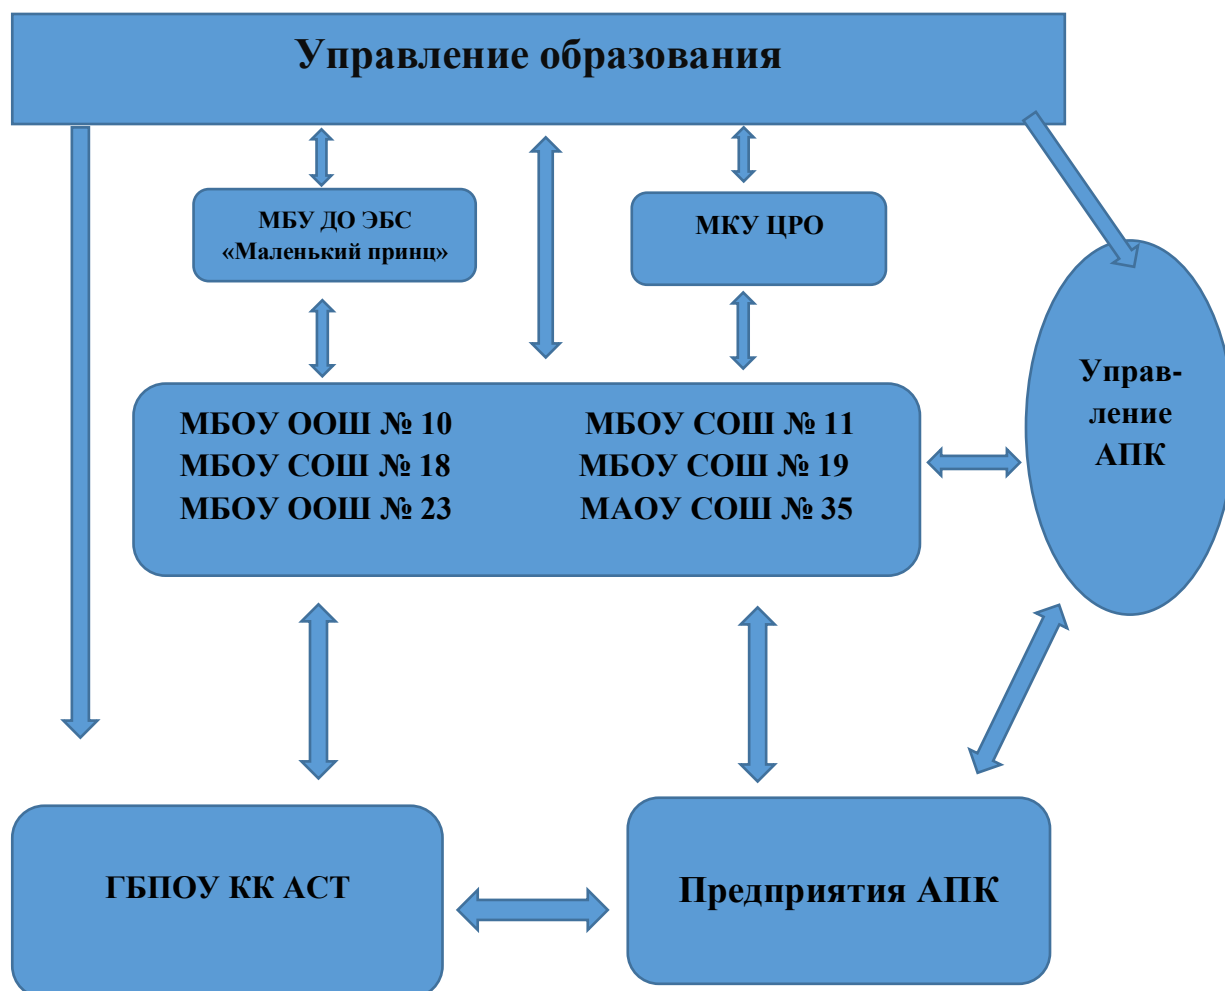 Управление образования
МБУ ДО ЭБС
«Маленький принц»
МКУ ЦРО
Управ-
ление
АПК
МБОУ ООШ № 10 МБОУ СОШ № 11
МБОУ СОШ № 18 МБОУ СОШ № 19
МБОУ ООШ № 23 МАОУ СОШ № 35
ГБПОУ КК АСТ
Предприятия АПК